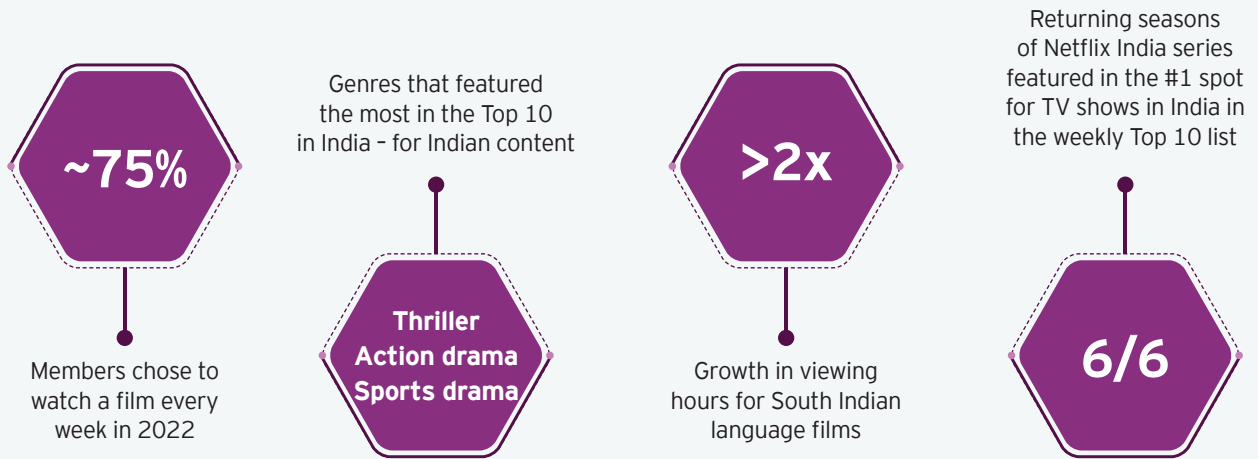 ~75%
Members chose to
watch a film every
week in 2022
Genres that featured
the most in the Top 10
in India – for Indian content
Thriller
Action drama
Sports drama
>2x
Growth in viewing
hours for South Indian
language films
Returning seasons
of Netflix India series
featured in the #1 spot
for TV shows in India in
the weekly Top 10 list
6/6